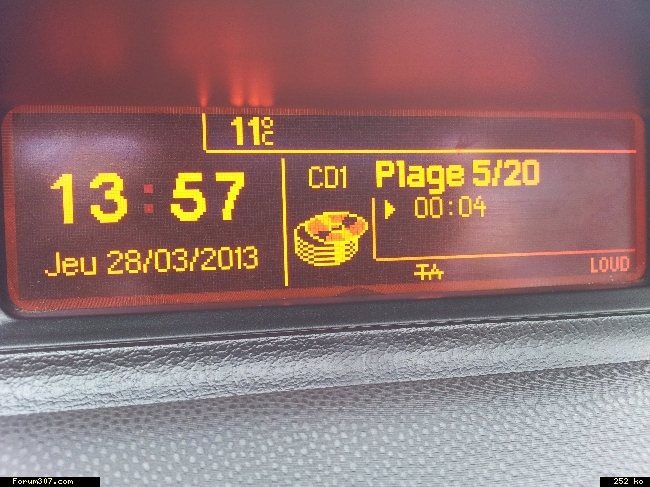 11°C
13:57
Jeu 28/03/2013
CD1
Plage 5/20
00:04
TA
LOUD
Forum307.com
252 ko